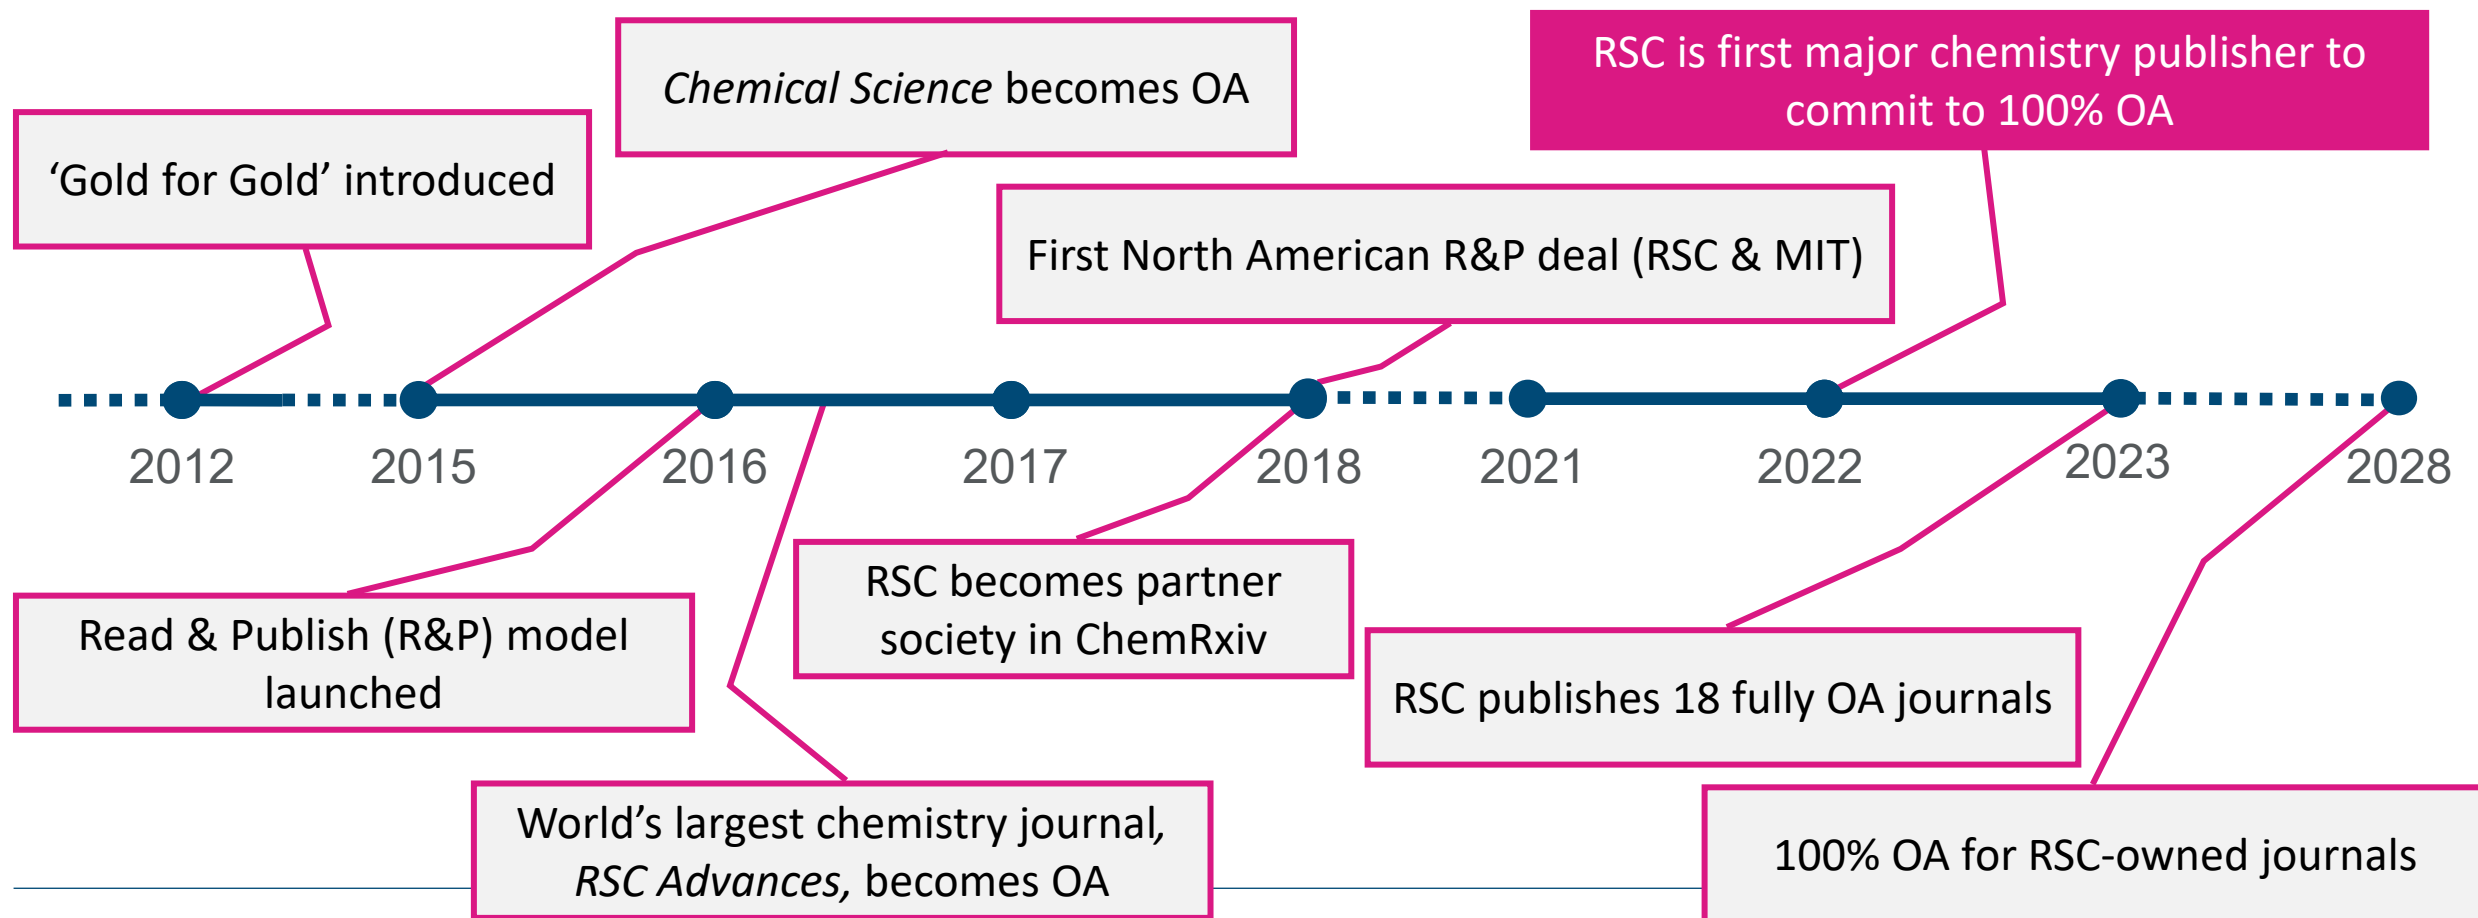 Chemical Science becomes OA
RSC is first major chemistry publisher to
commit to 100% OA
‘Gold for Gold’ introduced
First North American R&P deal (RSC & MIT)
2012
2015
2016
2017
2018
2021
2022
2023
2028
Read & Publish (R&P) model
launched
RSC becomes partner
society in ChemRxiv
RSC publishes 18 fully OA journals
World’s largest chemistry journal,
RSC Advances, becomes OA
100% OA for RSC-owned journals